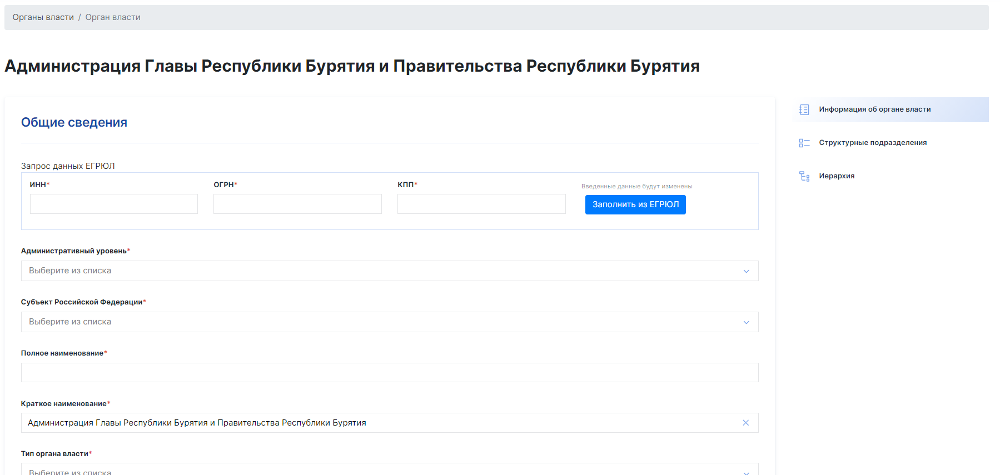 Органы власти / Орган власти
Администрация Главы Республики Бурятия и Правительства Республики Бурятия
Общие сведения
Запрос данных ЕГРЮЛ
ИНН*
ОГРН*
КПП*
Введенные данные будут изменены
Заполнить из ЕГРЮЛ
Административный уровень*
Выберите из списка
Субъект Российской Федерации*
Выберите из списка
Полное наименование*
Краткое наименование*
Администрация Главы Республики Бурятия и Правительства Республики Бурятия
Тип органа власти*
Выберите из списка
Информация об органе власти
Структурные подразделения
Иерархия